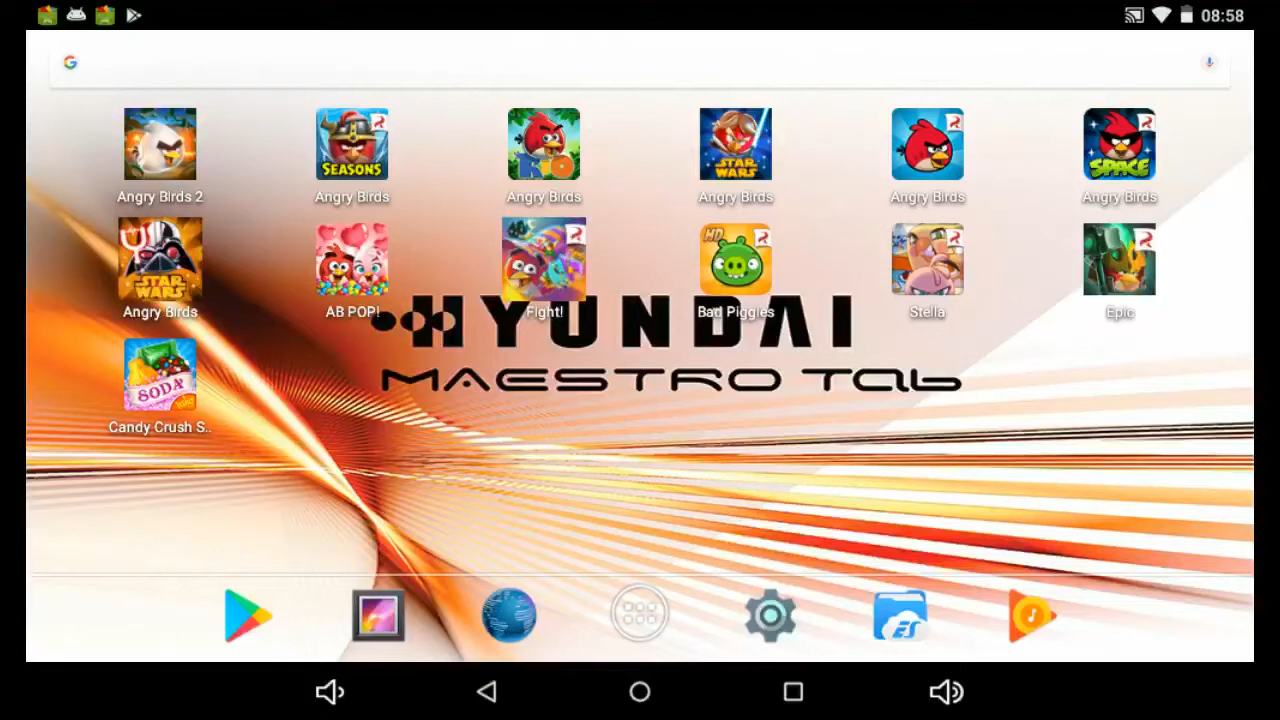 08:58
SEASONS
RIO
STAR WARS
SPACE
Angry Birds 2
Angry Birds
Angry Birds
Angry Birds
Angry Birds
Angry Birds
STAR WARS
HD
Angry Birds
AB POP!
Fight!
Bad Piggies
Stella
Epic
HYUNDAI
MAESTRO Tab
SODA
King
Candy Crush S..
ES